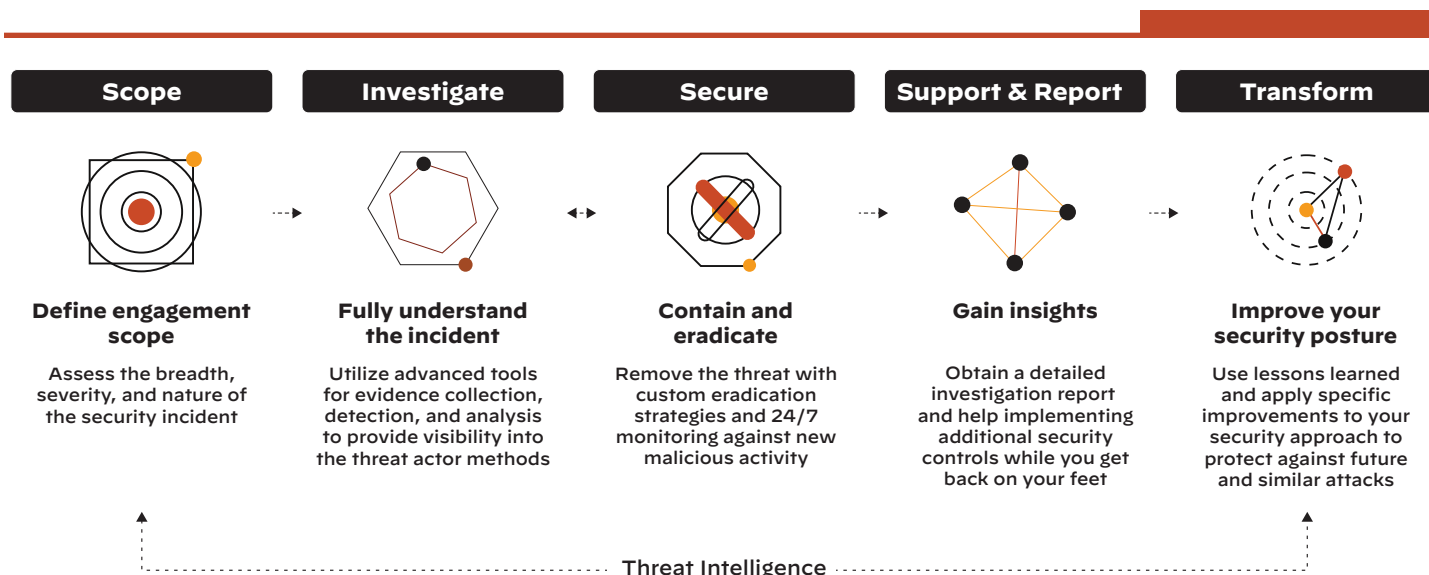 Scope
Investigate
Secure
Support & Report
Transform
Define engagement
scope
Assess the breadth,
severity, and nature of
the security incident
Fully understand
the incident
Utilize advanced tools
for evidence collection,
detection, and analysis
to provide visibility into
the threat actor methods
Contain and
eradicate
Remove the threat with
custom eradication
strategies and 24/7
monitoring against new
malicious activity
Gain insights
Obtain a detailed
investigation report
and help implementing
additional security
controls while you get
back on your feet
Improve your
security posture
Use lessons learned
and apply specific
improvements to your
security approach to
protect against future
and similar attacks
Threat Intelligence